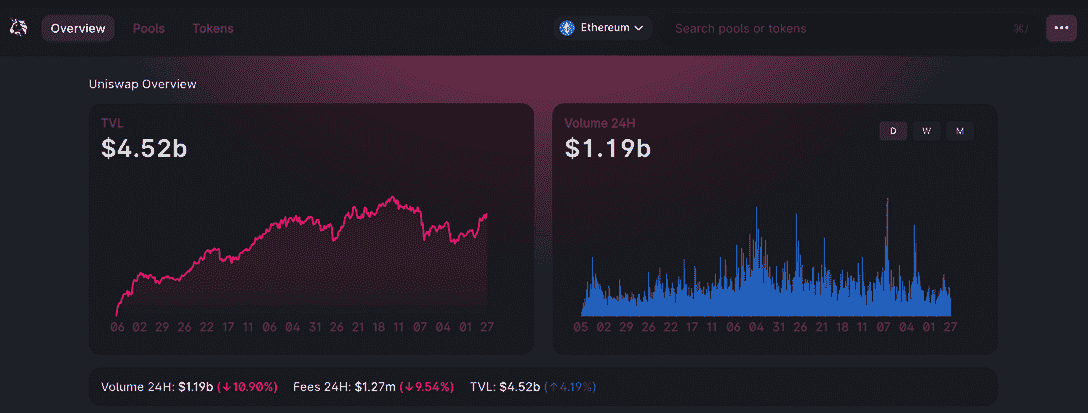 Overview Pools Tokens Ethereum Search pools or tokens ⌘/ •••
Uniswap Overview
TVL
$4.52b
06 02 29 26 22 17 11 06 04 31 26 21 18 11 07 04 01 27
Volume 24H
$1.19b
D W M
05 02 29 26 22 17 11 06 04 31 26 21 18 11 07 04 01 27
Volume 24H: $1.19b (↓10.90%) Fees 24H: $1.27m (↓9.54%) TVL: $4.52b (↑4.19%)